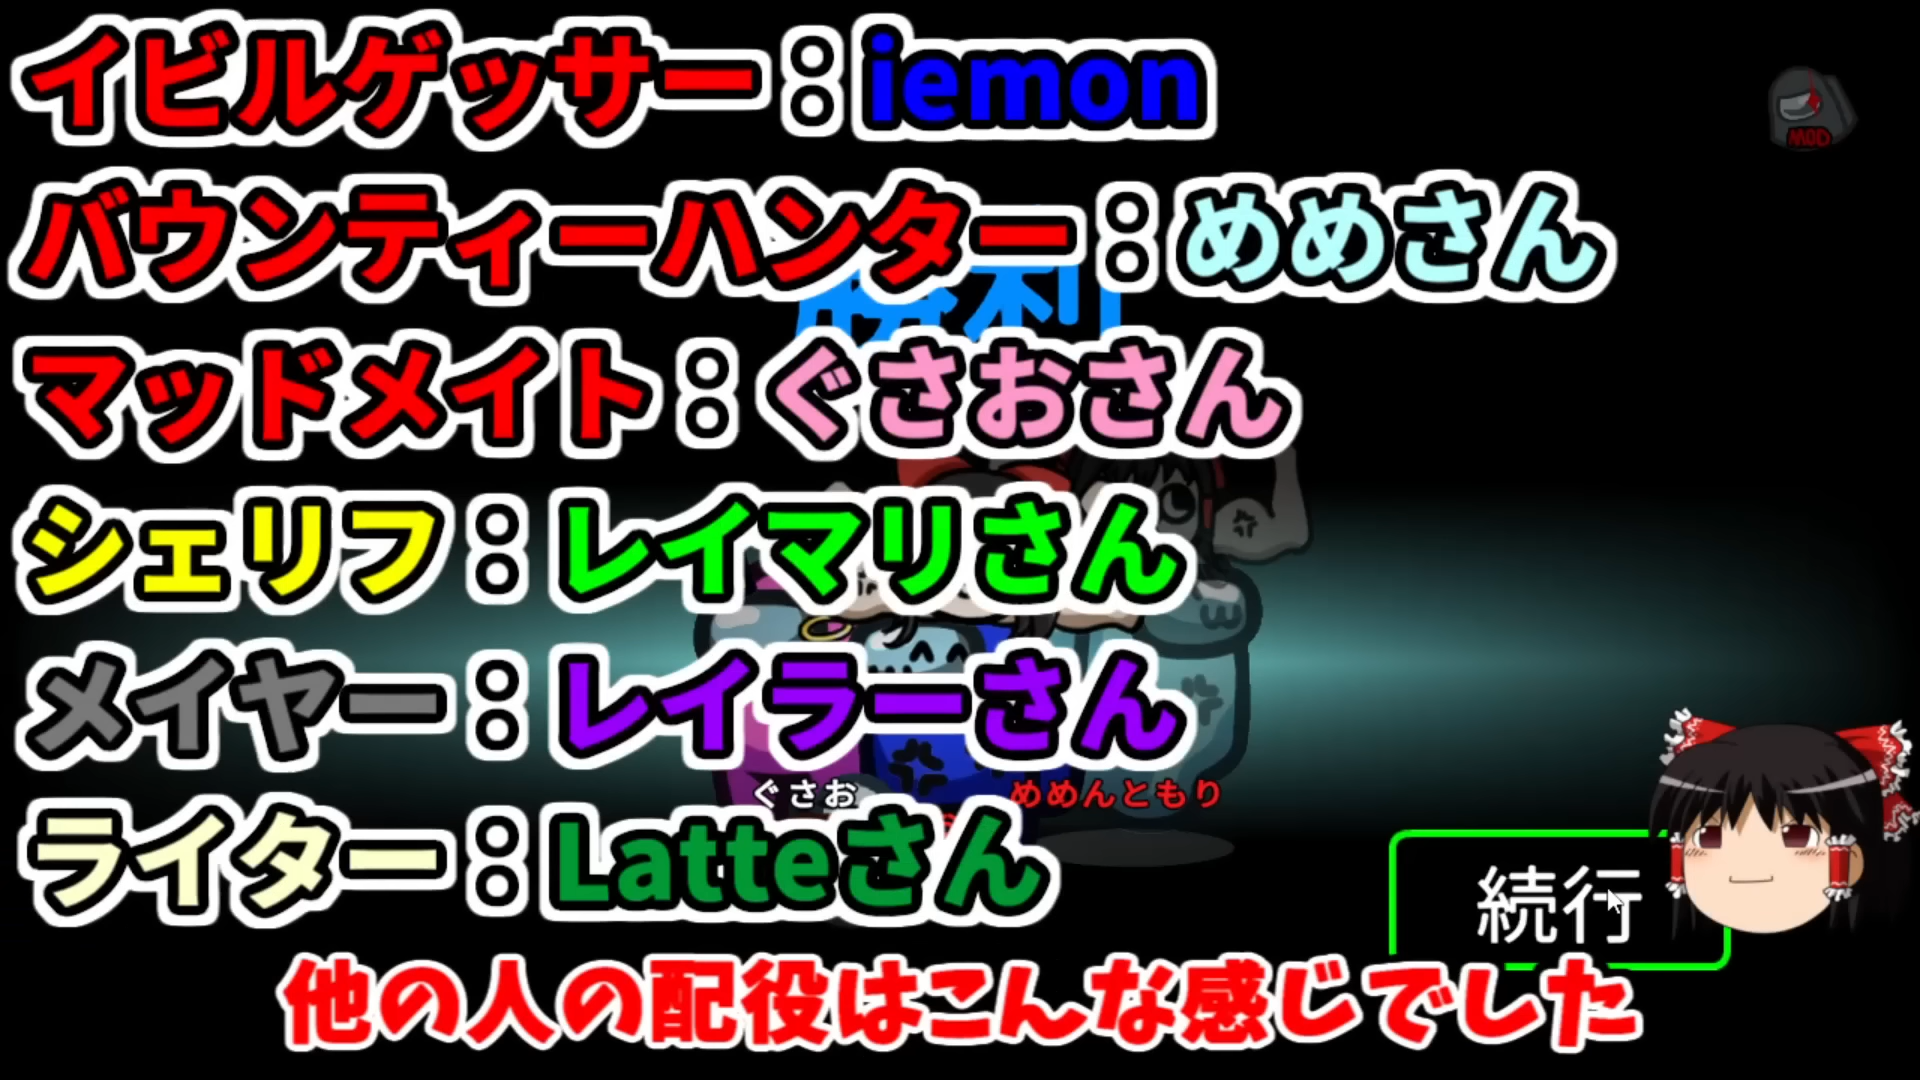 イビルゲッサー：iemon
MOD
バウンティーハンター：めめさん
勝利
マッドメイト：ぐさおさん
シェリフ：レイマリさん
メイヤー：レイラーさん
ぐさお
めめんともり
ライター：Latteさん
続行
他の人の配役はこんな感じでした